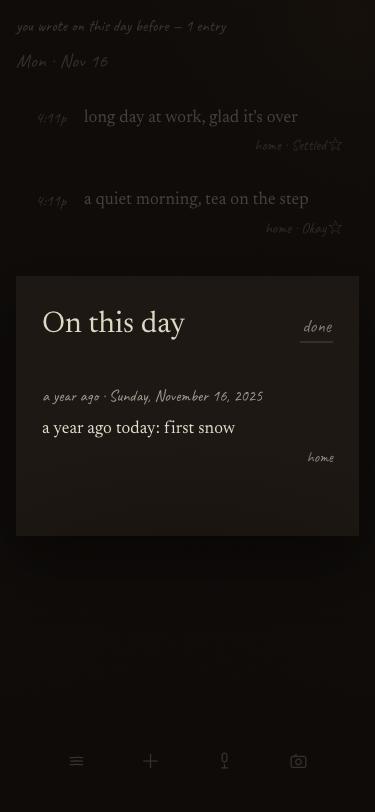 you wrote on this day before — 1 entry
Mon · Nov 16
4:11p long day at work, glad it's over
home · Settled ☆
4:11p a quiet morning, tea on the step
home · Okay ☆
On this day
done
a year ago · Sunday, November 16, 2025
a year ago today: first snow
home